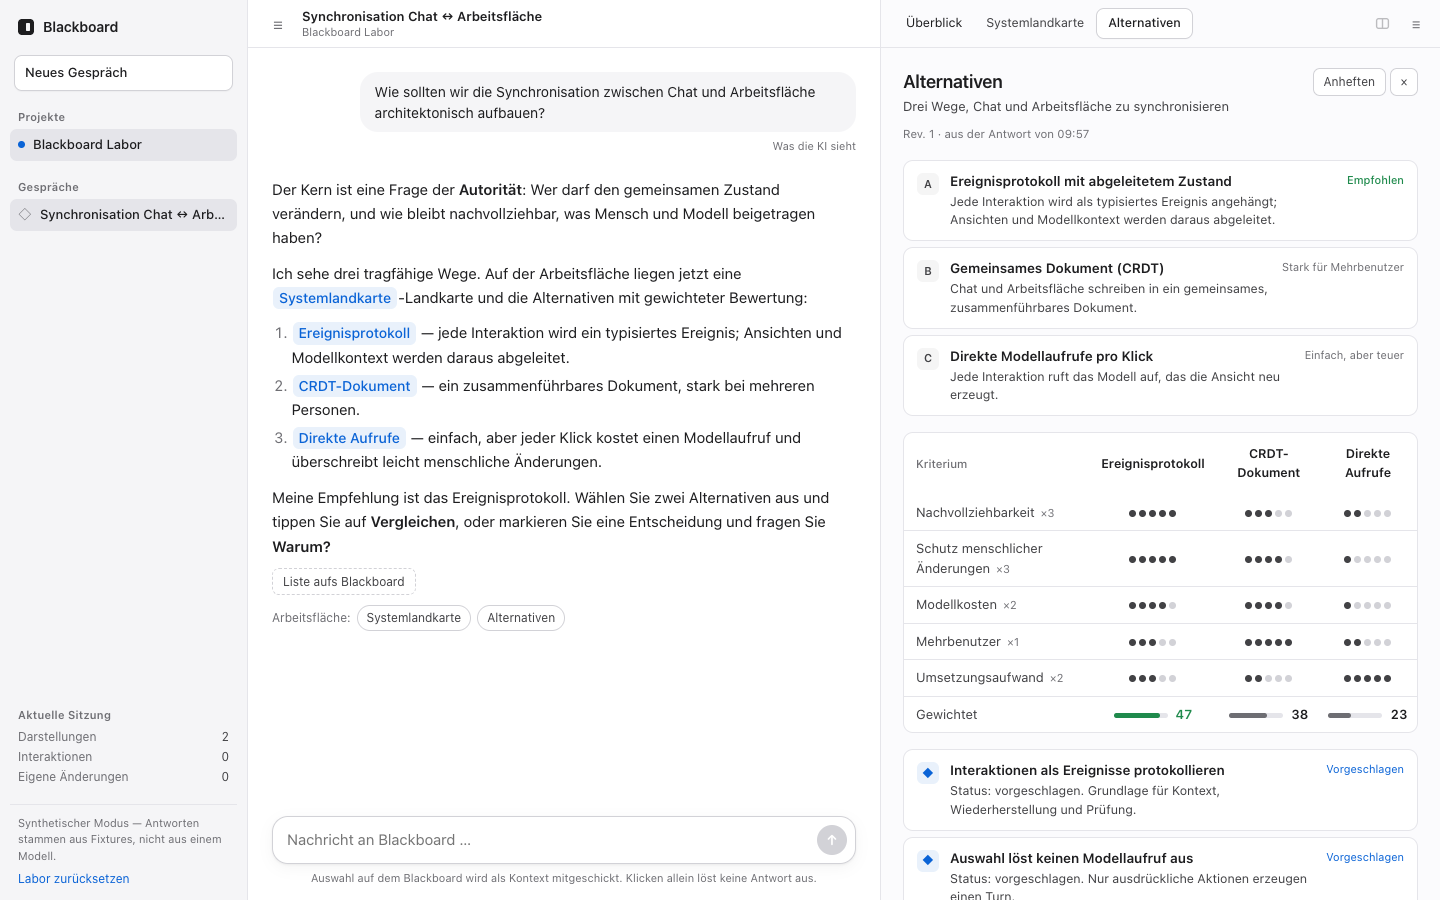 Blackboard
Neues Gespräch
Projekte
Blackboard Labor
Gespräche
Synchronisation Chat ↔ Arb...
Aktuelle Sitzung
Darstellungen 2
Interaktionen 0
Eigene Änderungen 0
Synthetischer Modus — Antworten
stammen aus Fixtures, nicht aus einem
Modell.
Labor zurücksetzen
Synchronisation Chat ↔ Arbeitsfläche
Blackboard Labor
Wie sollten wir die Synchronisation zwischen Chat und Arbeitsfläche
architektonisch aufbauen?
Was die KI sieht
Der Kern ist eine Frage der Autorität: Wer darf den gemeinsamen Zustand
verändern, und wie bleibt nachvollziehbar, was Mensch und Modell beigetragen
haben?
Ich sehe drei tragfähige Wege. Auf der Arbeitsfläche liegen jetzt eine
Systemlandkarte -Landkarte und die Alternativen mit gewichteter Bewertung:
1. Ereignisprotokoll — jede Interaktion wird ein typisiertes Ereignis; Ansichten und
Modellkontext werden daraus abgeleitet.
2. CRDT-Dokument — ein zusammenführbares Dokument, stark bei mehreren
Personen.
3. Direkte Aufrufe — einfach, aber jeder Klick kostet einen Modellaufruf und
überschreibt leicht menschliche Änderungen.
Meine Empfehlung ist das Ereignisprotokoll. Wählen Sie zwei Alternativen aus und
tippen Sie auf Vergleichen, oder markieren Sie eine Entscheidung und fragen Sie
Warum?
Liste aufs Blackboard
Arbeitsfläche: Systemlandkarte Alternativen
Nachricht an Blackboard ...
Auswahl auf dem Blackboard wird als Kontext mitgeschickt. Klicken allein löst keine Antwort aus.
Überblick Systemlandkarte Alternativen
Alternativen
Anheften ×
Drei Wege, Chat und Arbeitsfläche zu synchronisieren
Rev. 1 · aus der Antwort von 09:57
A Ereignisprotokoll mit abgeleitetem Zustand Empfohlen
Jede Interaktion wird als typisiertes Ereignis angehängt;
Ansichten und Modellkontext werden daraus abgeleitet.
B Gemeinsames Dokument (CRDT) Stark für Mehrbenutzer
Chat und Arbeitsfläche schreiben in ein gemeinsames,
zusammenführbares Dokument.
C Direkte Modellaufrufe pro Klick Einfach, aber teuer
Jede Interaktion ruft das Modell auf, das die Ansicht neu
erzeugt.
Kriterium Ereignisprotokoll CRDT-Dokument Direkte Aufrufe
Nachvollziehbarkeit ×3
Schutz menschlicher
Änderungen ×3
Modellkosten ×2
Mehrbenutzer ×1
Umsetzungsaufwand ×2
Gewichtet 47 38 23
Interaktionen als Ereignisse protokollieren Vorgeschlagen
Status: vorgeschlagen. Grundlage für Kontext,
Wiederherstellung und Prüfung.
Auswahl löst keinen Modellaufruf aus Vorgeschlagen
Status: vorgeschlagen. Nur ausdrückliche Aktionen erzeugen
einen Turn.